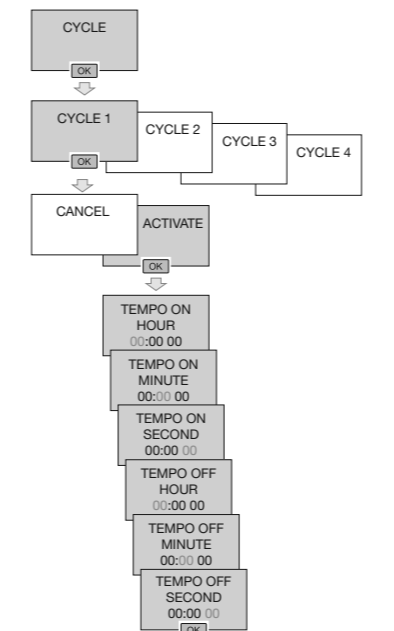 CYCLE
OK
CYCLE 1
CYCLE 2
CYCLE 3
CYCLE 4
OK
CANCEL
ACTIVATE
OK
TEMPO ON
HOUR
00:00 00
TEMPO ON
MINUTE
00:00 00
TEMPO ON
SECOND
00:00 00
TEMPO OFF
HOUR
00:00 00
TEMPO OFF
MINUTE
00:00 00
TEMPO OFF
SECOND
00:00 00
OK